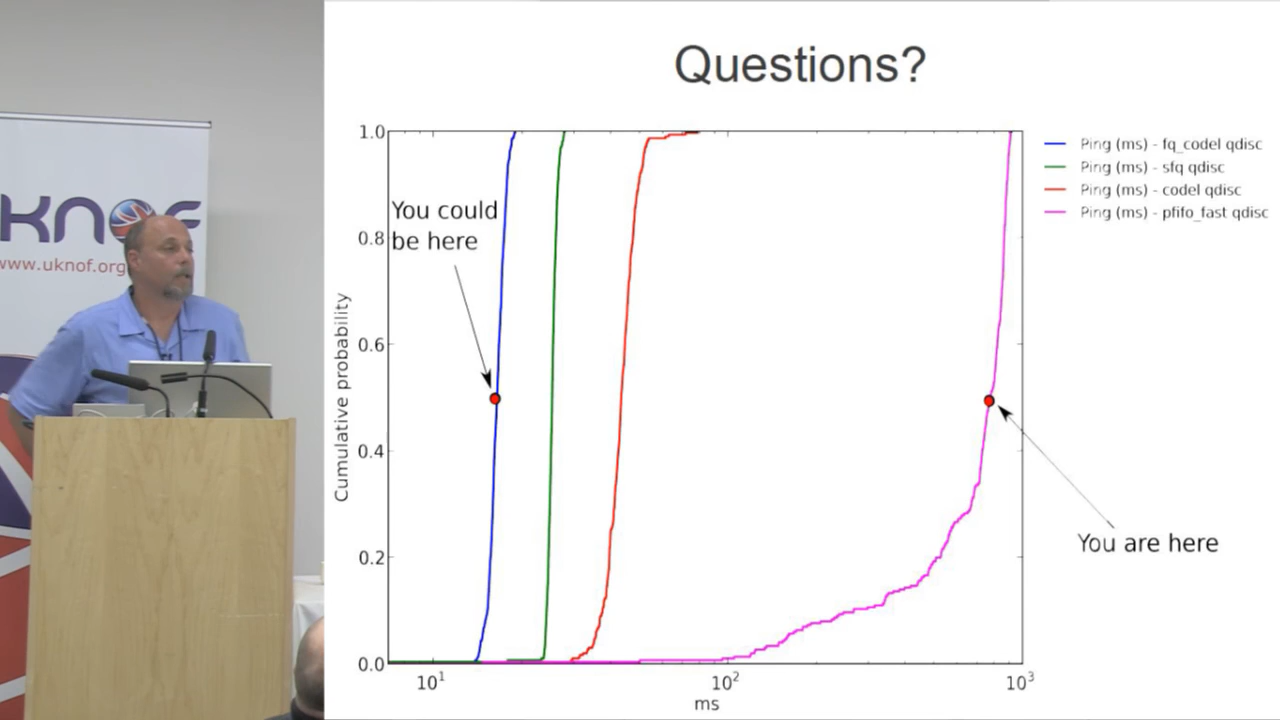 Questions?
KNOF
www.uknof.org
You could
be here
You are here
Ping (ms) - fq_codel qdisc
Ping (ms) - sfq qdisc
Ping (ms) - codel qdisc
Ping (ms) - pfifo_fast qdisc
Cumulative probability
1.0
0.8
0.6
0.4
0.2
0.0
10¹
10²
10³
ms